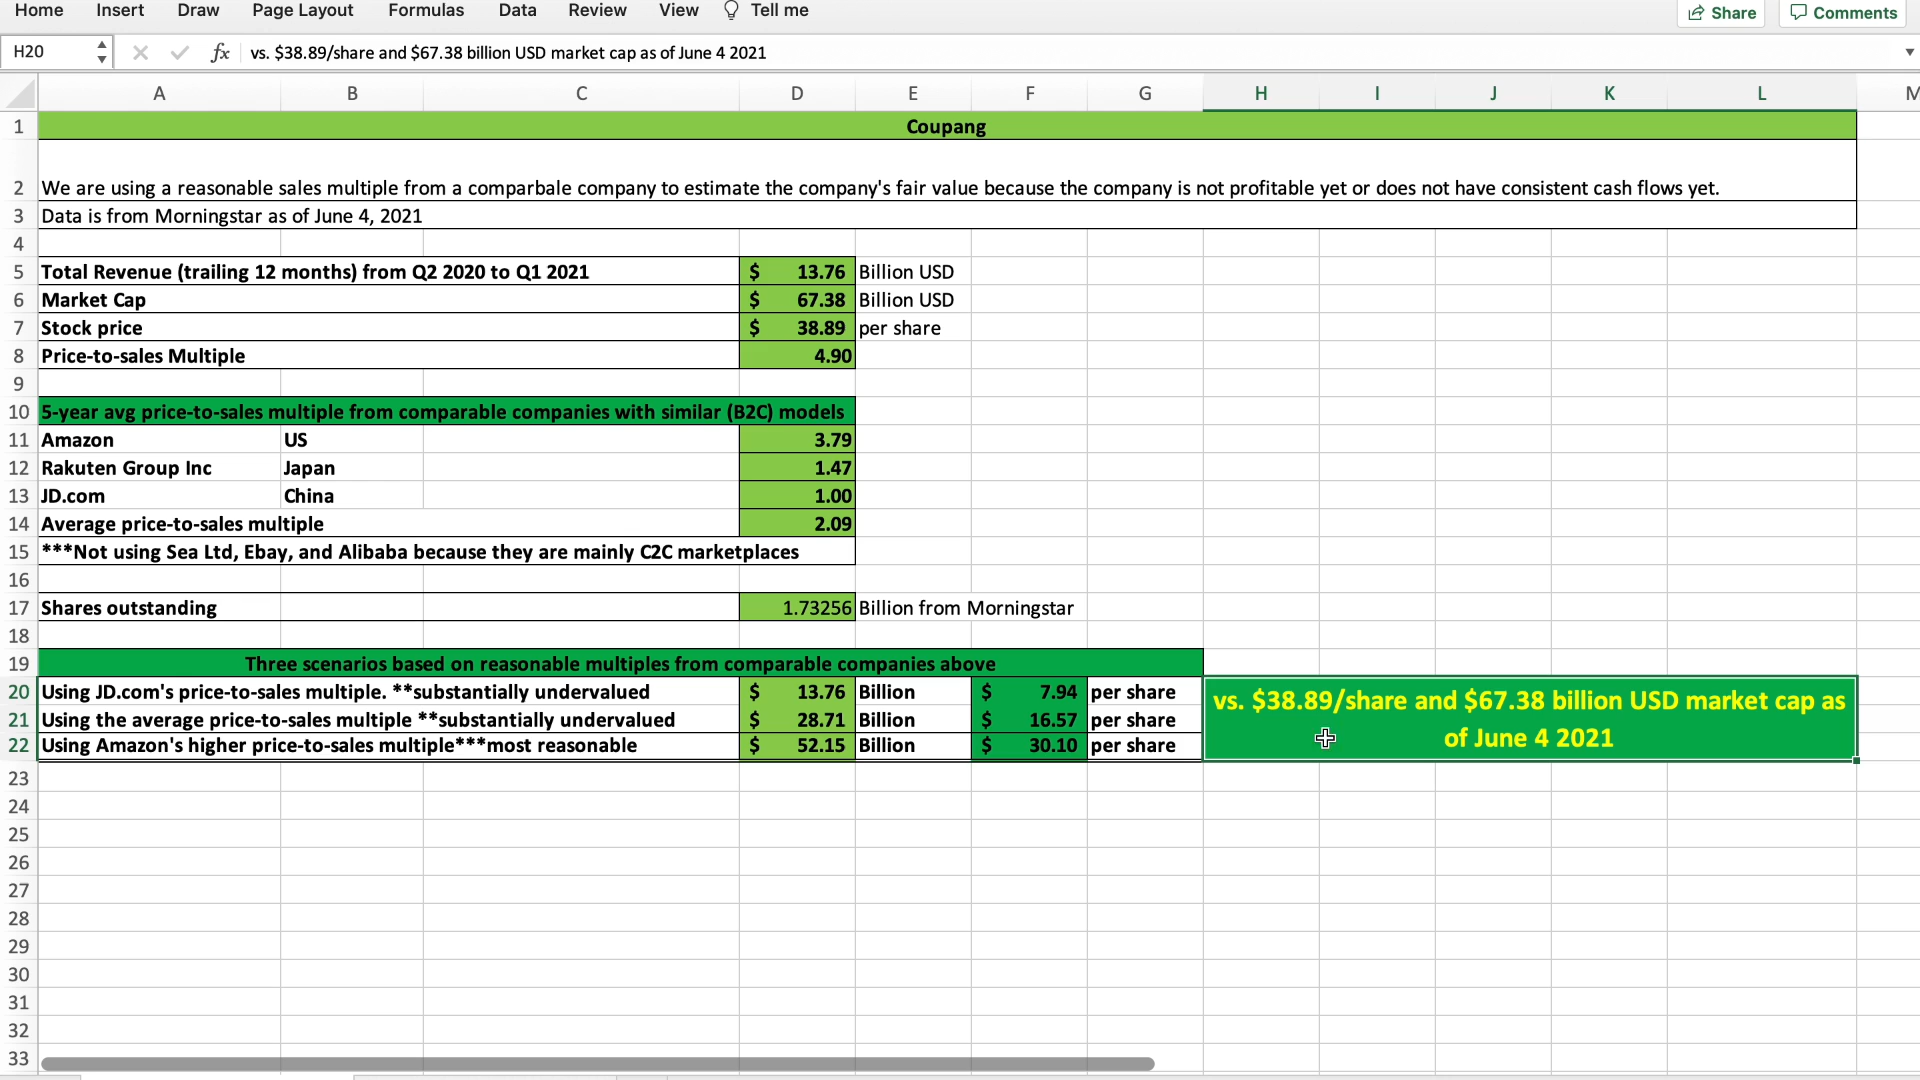 Home Insert Draw Page Layout Formulas Data Review View Tell me Share Comments
H20 fx vs. $38.89/share and $67.38 billion USD market cap as of June 4 2021
A B C D E F G H I J K L M
1 Coupang
2 We are using a reasonable sales multiple from a comparbale company to estimate the company's fair value because the company is not profitable yet or does not have consistent cash flows yet.
3 Data is from Morningstar as of June 4, 2021
4
5 Total Revenue (trailing 12 months) from Q2 2020 to Q1 2021 $ 13.76 Billion USD
6 Market Cap $ 67.38 Billion USD
7 Stock price $ 38.89 per share
8 Price-to-sales Multiple 4.90
9
10 5-year avg price-to-sales multiple from comparable companies with similar (B2C) models
11 Amazon US 3.79
12 Rakuten Group Inc Japan 1.47
13 JD.com China 1.00
14 Average price-to-sales multiple 2.09
15 ***Not using Sea Ltd, Ebay, and Alibaba because they are mainly C2C marketplaces
16
17 Shares outstanding 1.73256 Billion from Morningstar
18
19 Three scenarios based on reasonable multiples from comparable companies above
20 Using JD.com's price-to-sales multiple. **substantially undervalued $ 13.76 Billion $ 7.94 per share
21 Using the average price-to-sales multiple **substantially undervalued $ 28.71 Billion $ 16.57 per share
22 Using Amazon's higher price-to-sales multiple***most reasonable $ 52.15 Billion $ 30.10 per share
vs. $38.89/share and $67.38 billion USD market cap as
of June 4 2021
23
24
25
26
27
28
29
30
31
32
33